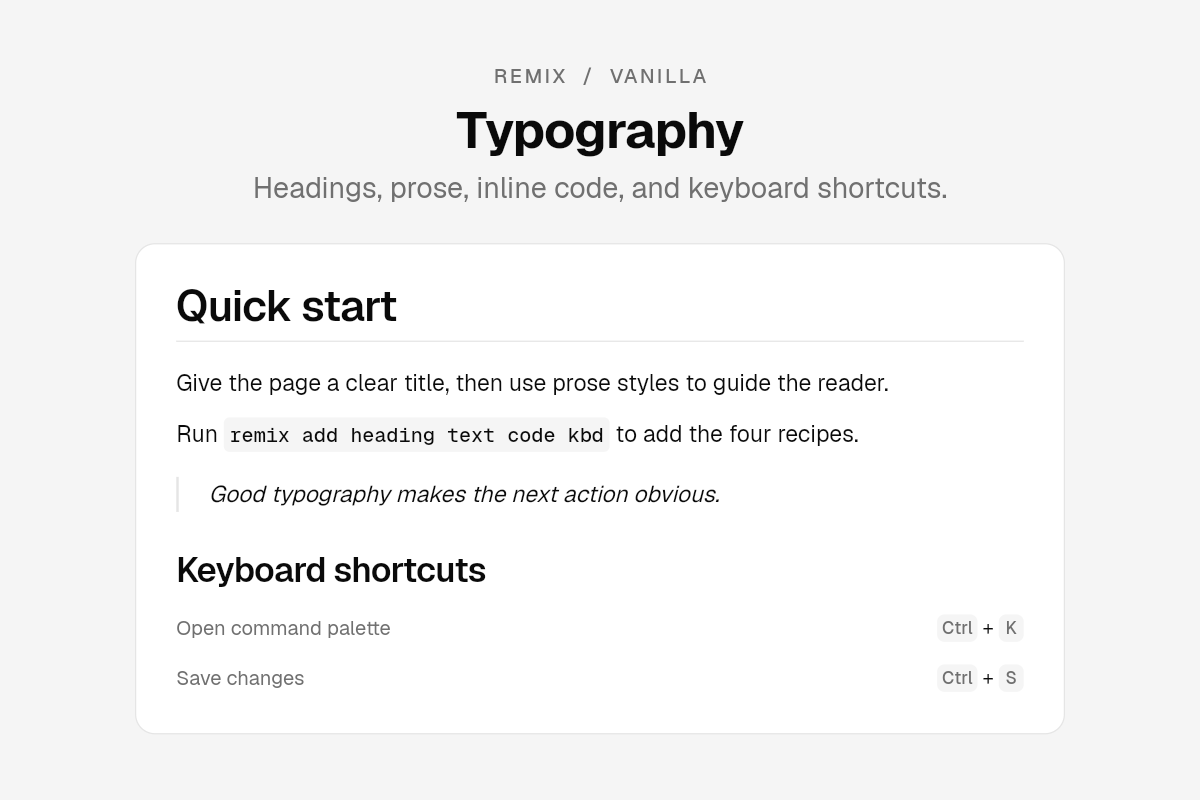 REMIX / VANILLA
Typography
Headings, prose, inline code, and keyboard shortcuts.
Quick start
Give the page a clear title, then use prose styles to guide the reader.
Run remix add heading text code kbd to add the four recipes.
Good typography makes the next action obvious.
Keyboard shortcuts
Open command palette Ctrl + K
Save changes Ctrl + S